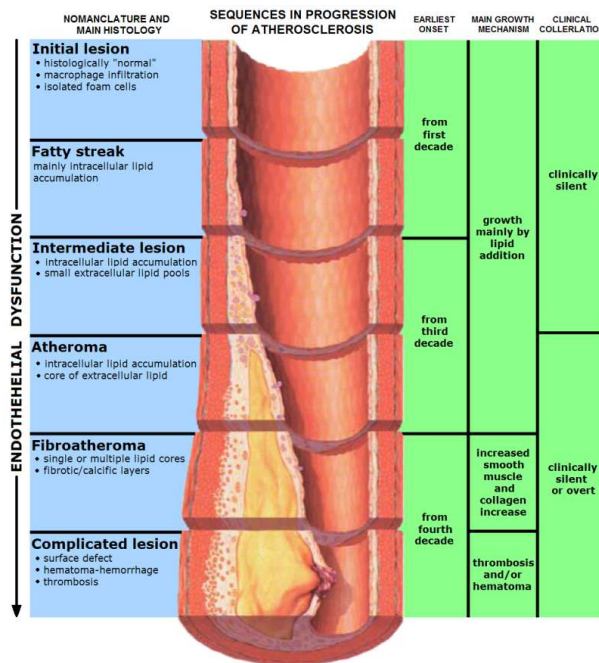 NOMANCLATURE AND
MAIN HISTOLOGY
SEQUENCES IN PROGRESSION
OF ATHEROSCLEROSIS
EARLIEST
ONSET
MAIN GROWTH
MECHANISM
CLINICAL
COLLERLATION
ENDOTHEHELIAL DYSFUNCTION
Initial lesion
• histologically "normal"
• macrophage infiltration
• isolated foam cells
Fatty streak
mainly intracellular lipid
accumulation
Intermediate lesion
• intracellular lipid accumulation
• small extracellular lipid pools
Atheroma
• intracellular lipid accumulation
• core of extracellular lipid
Fibroatheroma
• single or multiple lipid cores
• fibrotic/calcific layers
Complicated lesion
• surface defect
• hematoma-hemorrhage
• thrombosis
from
first
decade
from
third
decade
from
fourth
decade
growth
mainly by
lipid
addition
increased
smooth
muscle
and
collagen
increase
thrombosis
and/or
hematoma
clinically
silent
clinically
silent
or overt